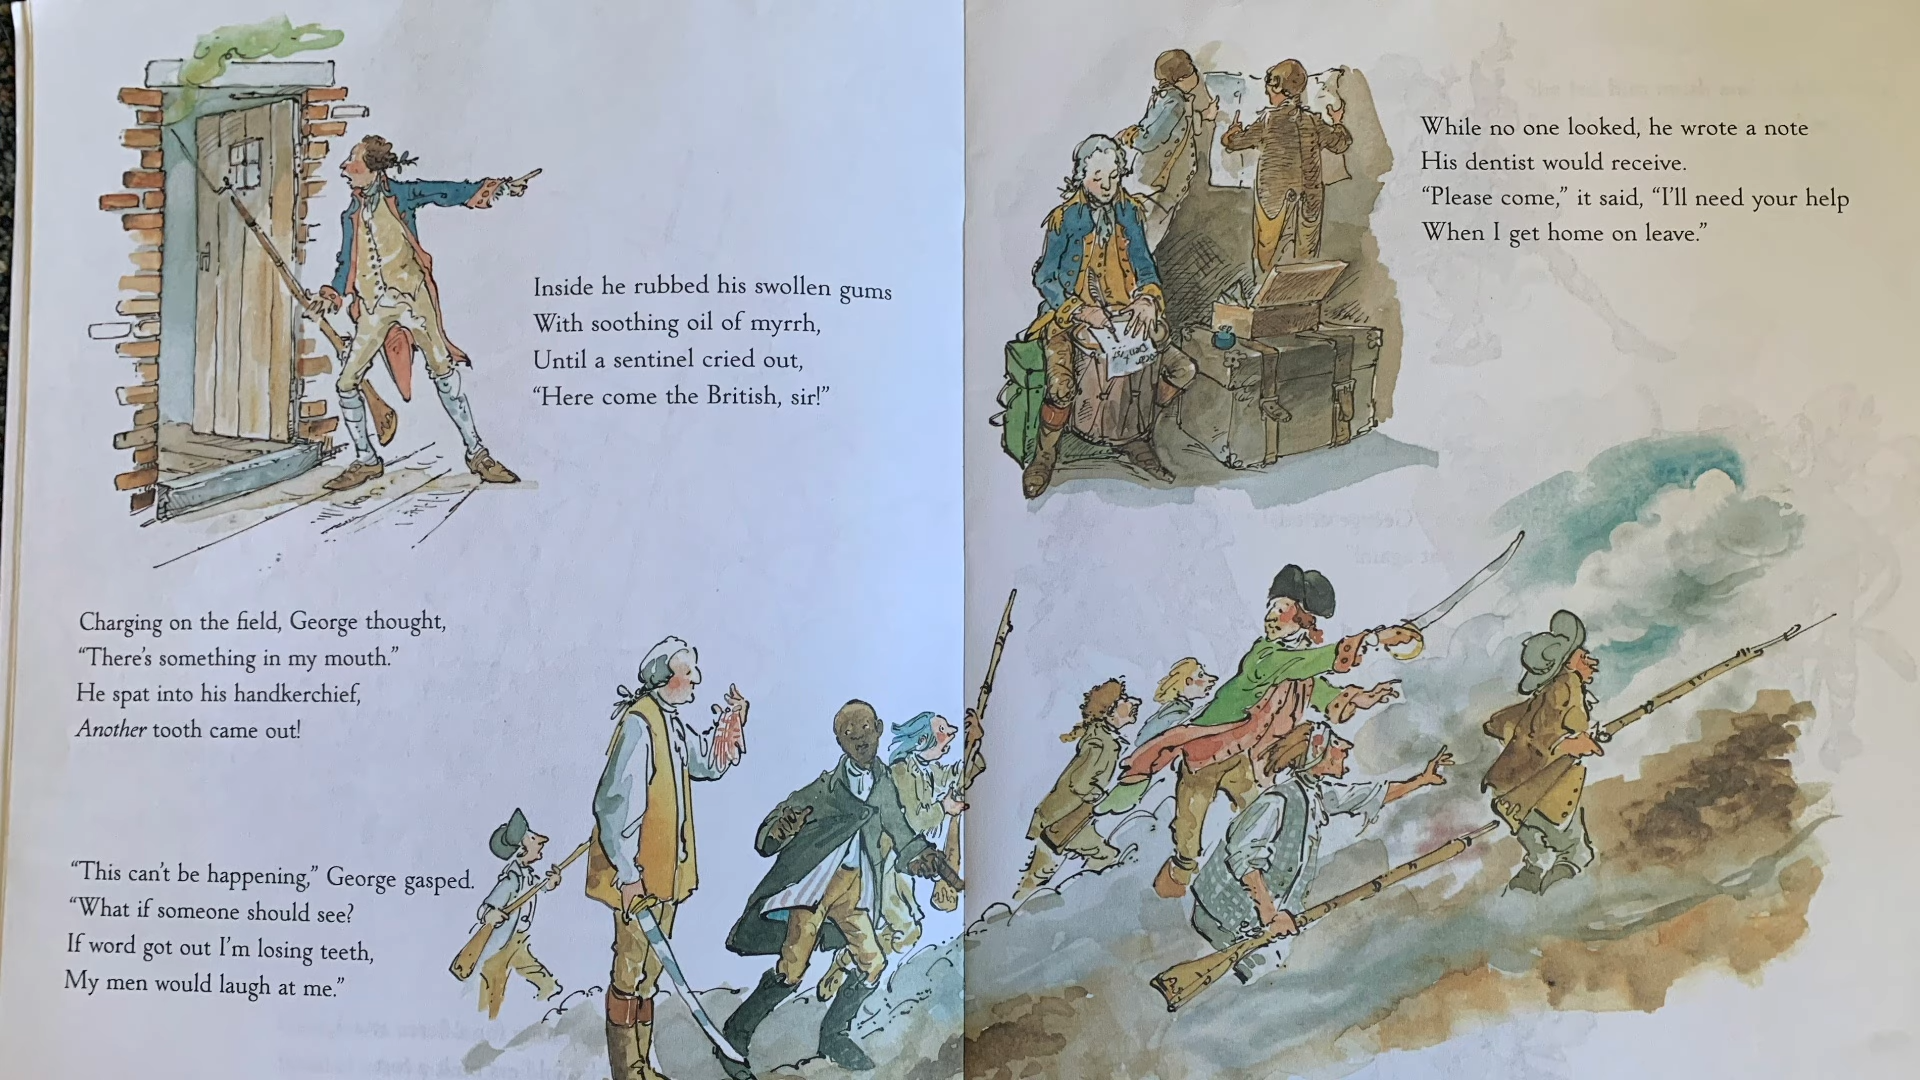 Inside he rubbed his swollen gums
With soothing oil of myrrh,
Until a sentinel cried out,
“Here come the British, sir!”
Charging on the field, George thought,
“There’s something in my mouth.”
He spat into his handkerchief,
Another tooth came out!
“This can’t be happening,” George gasped.
“What if someone should see?
If word got out I’m losing teeth,
My men would laugh at me.”
While no one looked, he wrote a note
His dentist would receive.
“Please come,” it said, “I’ll need your help
When I get home on leave.”